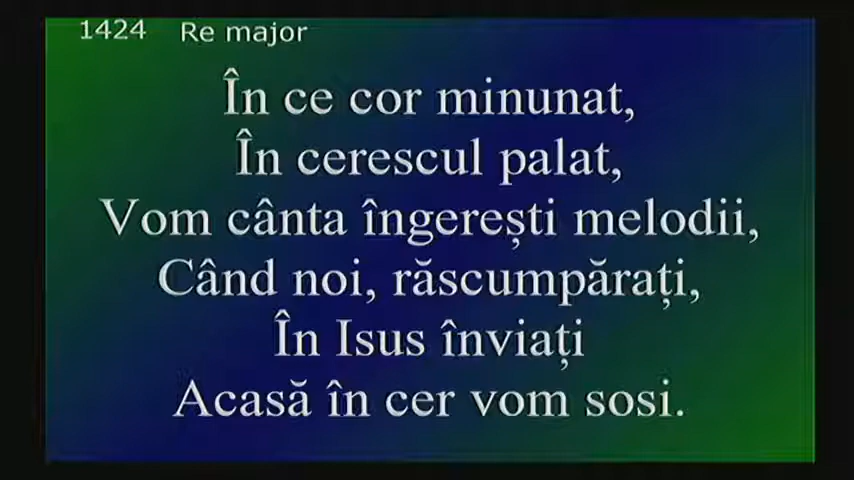 1424 Re major
În ce cor minunat,
În cerescul palat,
Vom cânta îngerești melodii,
Când noi, răscumpărați,
În Isus înviați
Acasă în cer vom sosi.